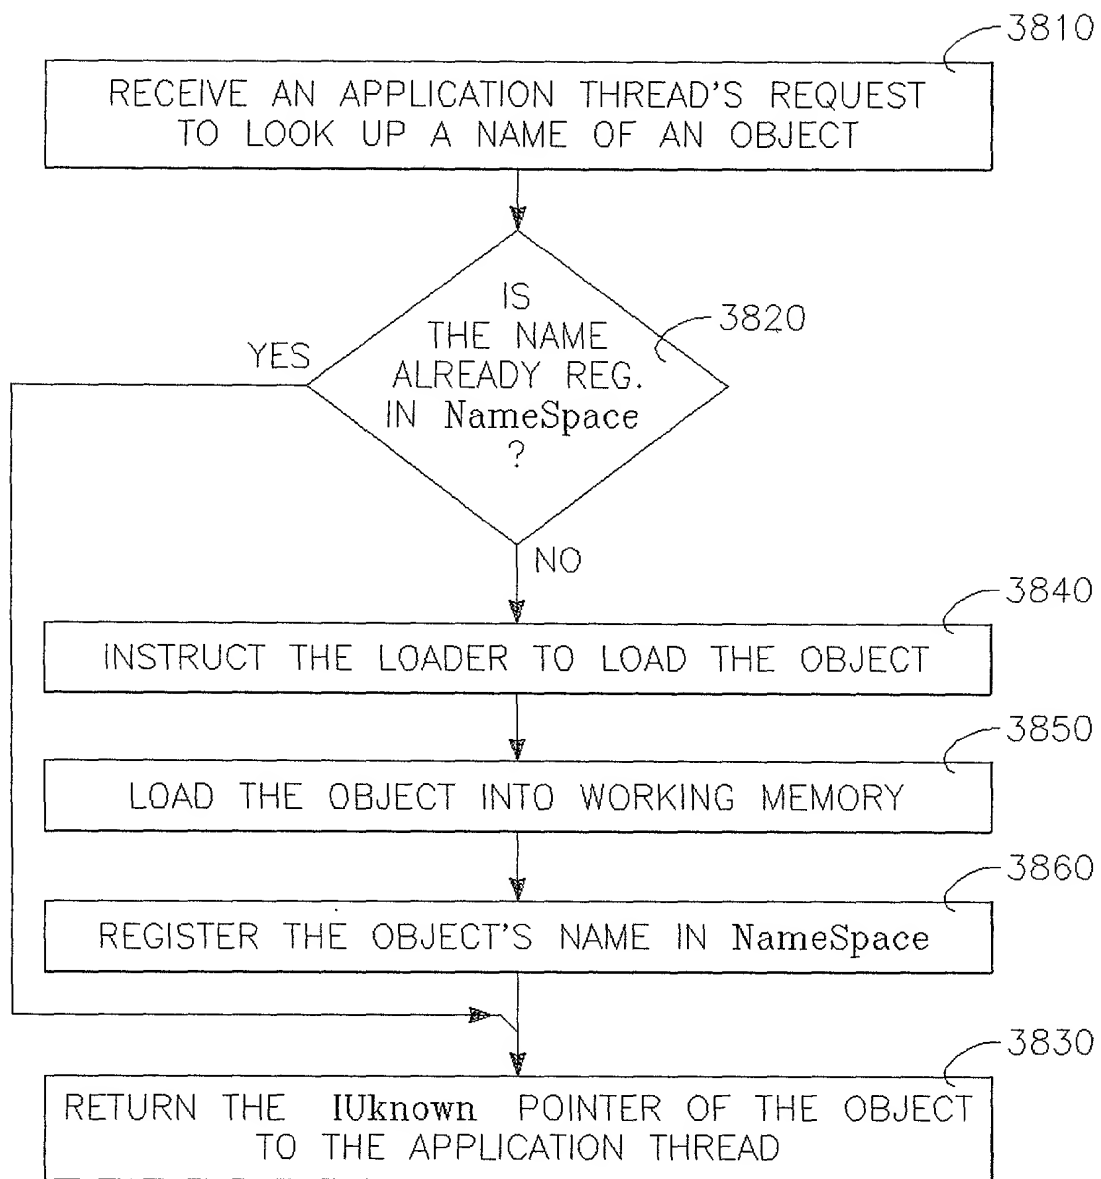 3810
RECEIVE AN APPLICATION THREAD'S REQUEST
TO LOOK UP A NAME OF AN OBJECT
IS
THE NAME
ALREADY REG.
IN NameSpace
?
3820
YES
NO
3840
INSTRUCT THE LOADER TO LOAD THE OBJECT
3850
LOAD THE OBJECT INTO WORKING MEMORY
3860
REGISTER THE OBJECT'S NAME IN NameSpace
3830
RETURN THE IUknown POINTER OF THE OBJECT
TO THE APPLICATION THREAD